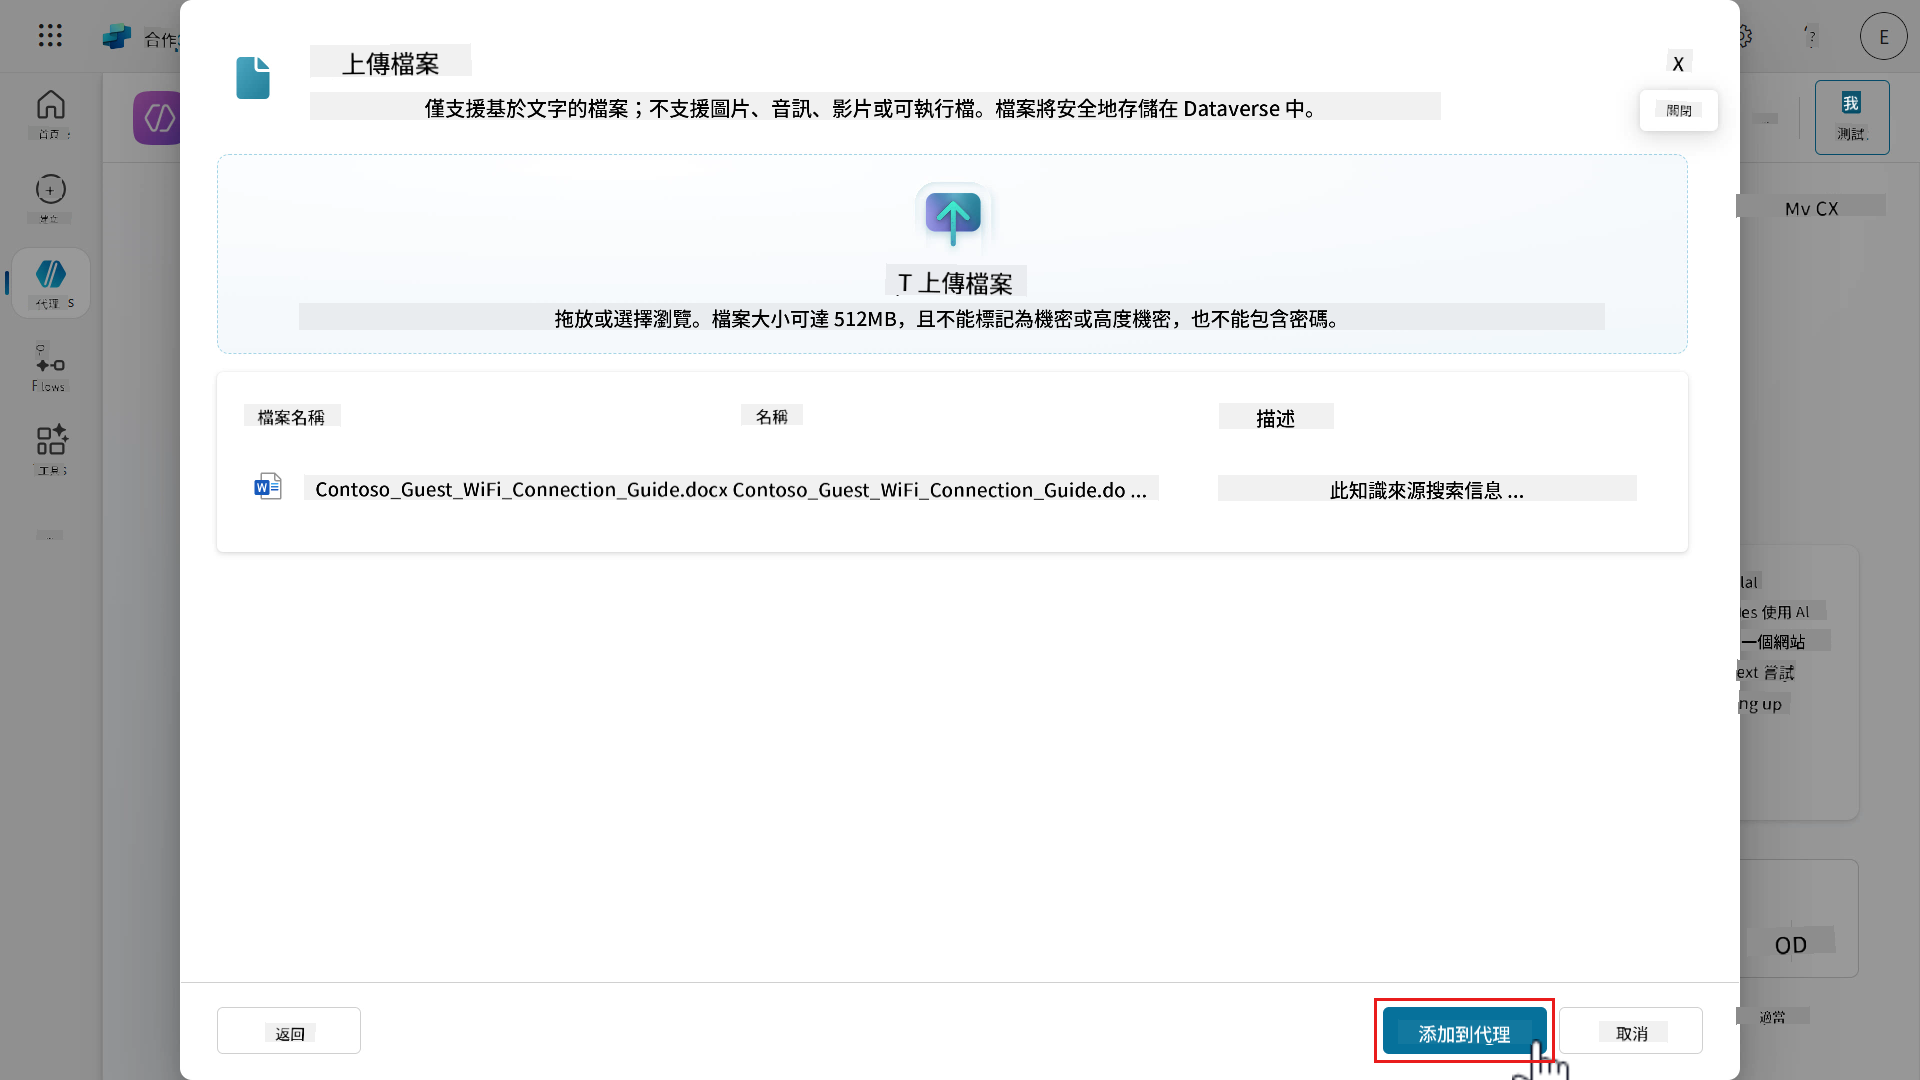 合作
E
首頁
建立
代理 S
Flows
工具 s
上傳檔案
僅支援基於文字的檔案；不支援圖片、音訊、影片或可執行檔。檔案將安全地存儲在 Dataverse 中。
X
關閉
我
測試
T 上傳檔案
拖放或選擇瀏覽。檔案大小可達 512MB，且不能標記為機密或高度機密，也不能包含密碼。
檔案名稱
名稱
描述
W
Contoso_Guest_WiFi_Connection_Guide.docx Contoso_Guest_WiFi_Connection_Guide.do ...
此知識來源搜索信息 ...
My CX
lal
es 使用 AI
一個網站
ext 嘗試
ng up
OD
適當
返回
添加到代理
取消